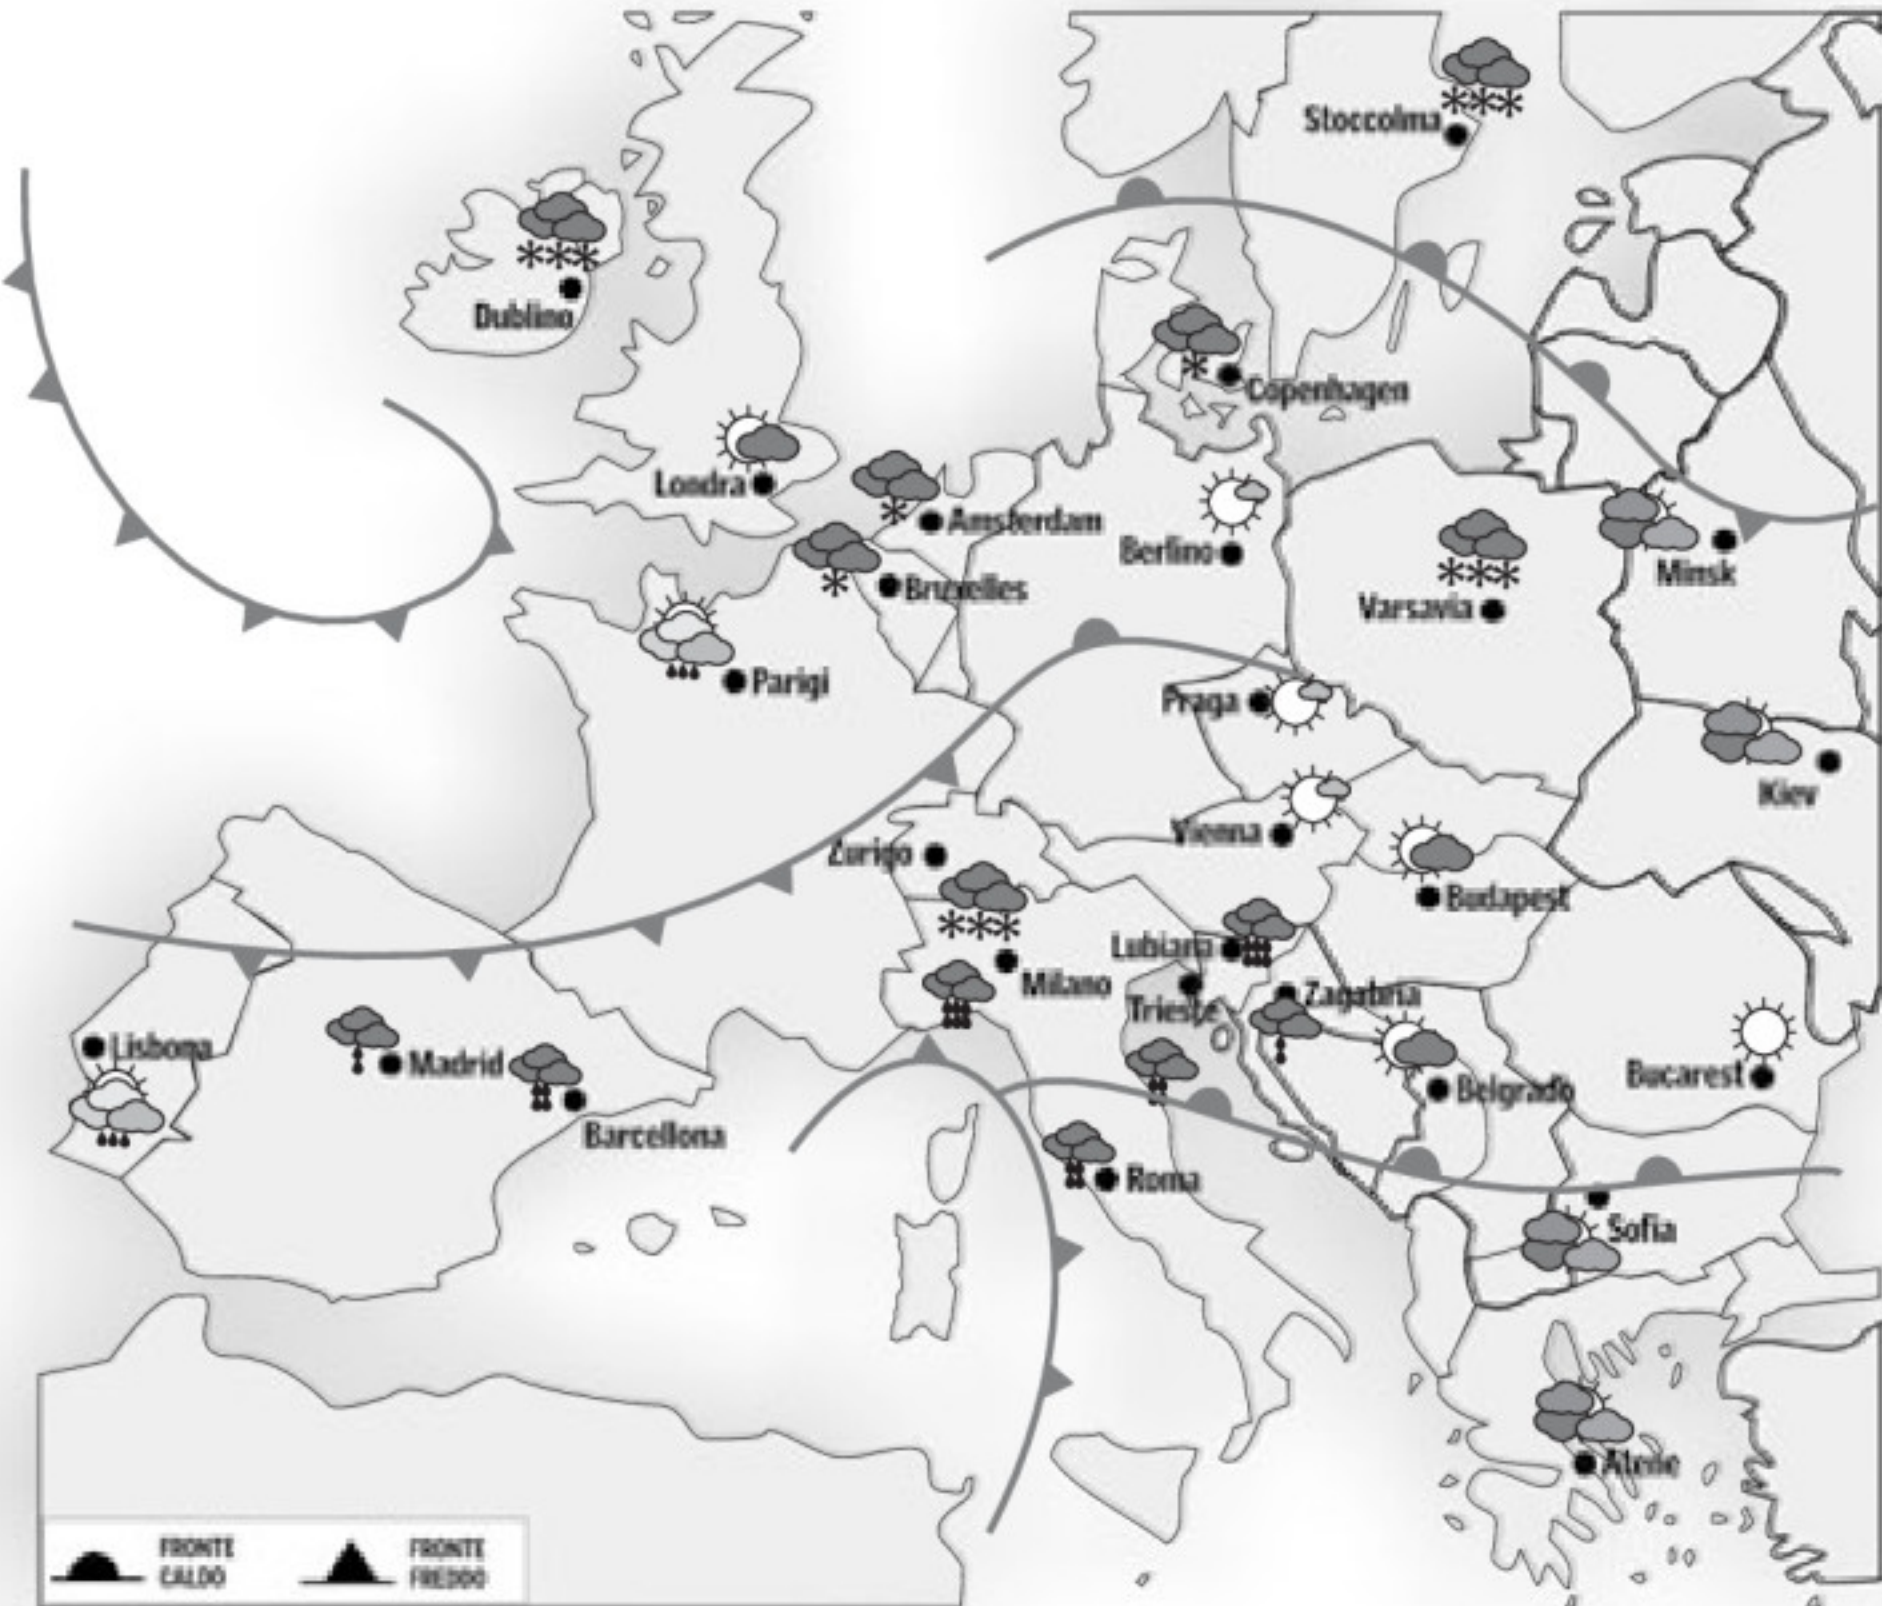 Stoccolma
Dublino
Copenhagen
Londra
Amsterdam
Berlino
Minsk
Bruxelles
Varsavia
Parigi
Praga
Kiev
Vienna
Zurigo
Budapest
Lubiana
Milano
Trieste
Zagabria
Lisbona
Madrid
Belgrado
Bucarest
Barcellona
Roma
Sofia
Atene
FRONTE
CALDO
FRONTE
FREDDO